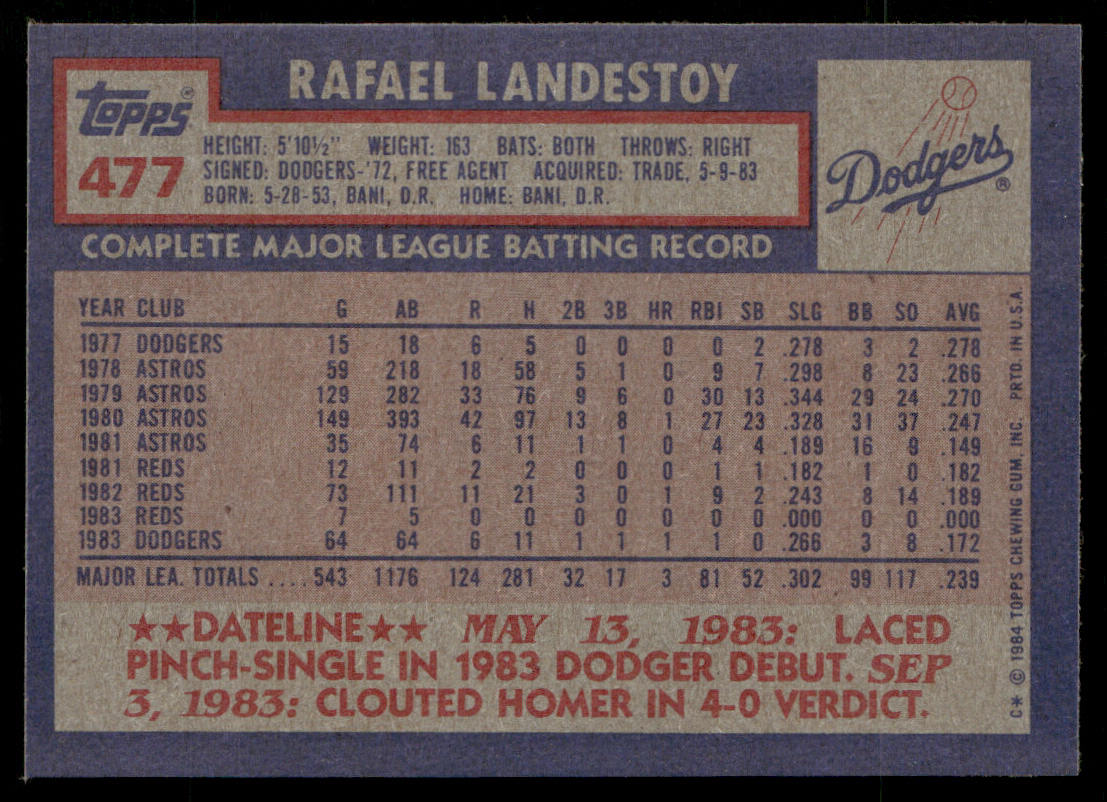 RAFAEL LANDESTOY
TOPPS®
477
HEIGHT: 5'10½" WEIGHT: 163 BATS: BOTH THROWS: RIGHT
SIGNED: DODGERS-'72, FREE AGENT ACQUIRED: TRADE, 5-9-83
BORN: 5-28-53, BANI, D.R. HOME: BANI, D.R.
Dodgers®
COMPLETE MAJOR LEAGUE BATTING RECORD
YEAR CLUB G AB R H 2B 3B HR RBI SB SLG BB SO AVG
1977 DODGERS 15 18 6 5 0 0 0 0 2 .278 3 2 .278
1978 ASTROS 59 218 18 58 5 1 0 9 7 .298 8 23 .266
1979 ASTROS 129 282 33 76 9 6 0 30 13 .344 29 24 .270
1980 ASTROS 149 393 42 97 13 8 1 27 23 .328 31 37 .247
1981 ASTROS 35 74 6 11 1 1 0 4 4 .189 16 9 .149
1981 REDS 12 11 2 2 0 0 0 1 1 .182 1 0 .182
1982 REDS 73 111 11 21 3 0 1 9 2 .243 8 14 .189
1983 REDS 7 5 0 0 0 0 0 0 0 .000 0 0 .000
1983 DODGERS 64 64 6 11 1 1 1 1 0 .266 3 8 .172
MAJOR LEA. TOTALS .... 543 1176 124 281 32 17 3 81 52 .302 99 117 .239
★★DATELINE★★ MAY 13, 1983: LACED
PINCH-SINGLE IN 1983 DODGER DEBUT. SEP
3, 1983: CLOUTED HOMER IN 4-0 VERDICT.
C* © 1984 TOPPS CHEWING GUM, INC. PRTD. IN U.S.A.